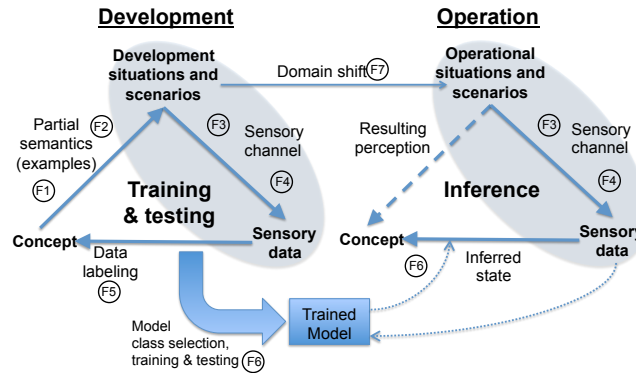 Development
Operation
Development
situations and
scenarios
Domain shift F7
Operational
situations and
scenarios
Partial F2
semantics
(examples)
F1
F3
Sensory
channel
F4
Resulting
perception
F3
Sensory
channel
F4
Training
& testing
Inference
Concept
Sensory
data
Data
labeling
F5
Concept
F6
Inferred
state
Sensory
data
Model
class selection,
training & testing F6
Trained
Model